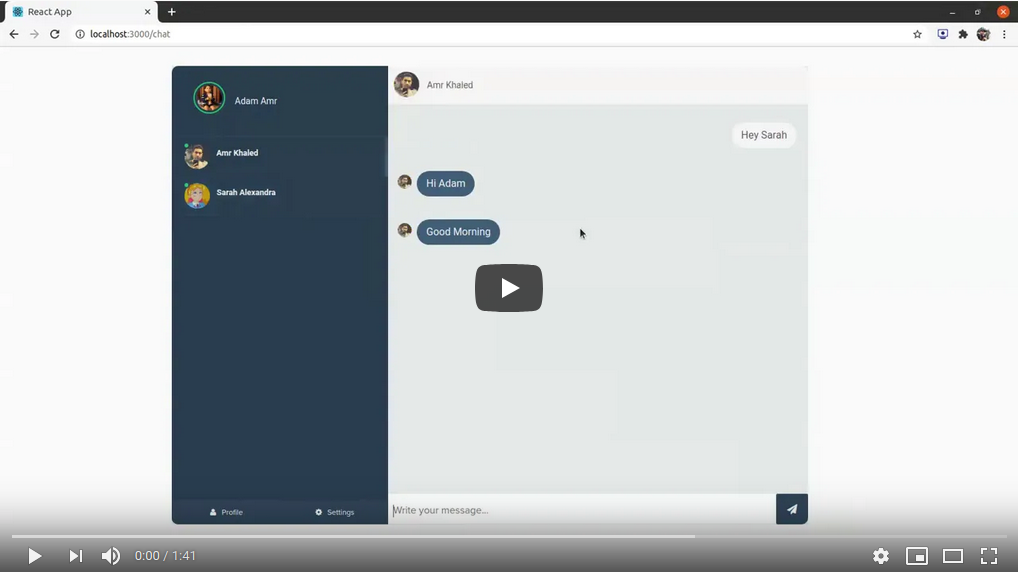 React App
localhost:3000/chat
Adam Amr
Amr Khaled
Amr Khaled
Sarah Alexandra
Hey Sarah
Hi Adam
Good Morning
Profile
Settings
Write your message...
0:00 / 1:41